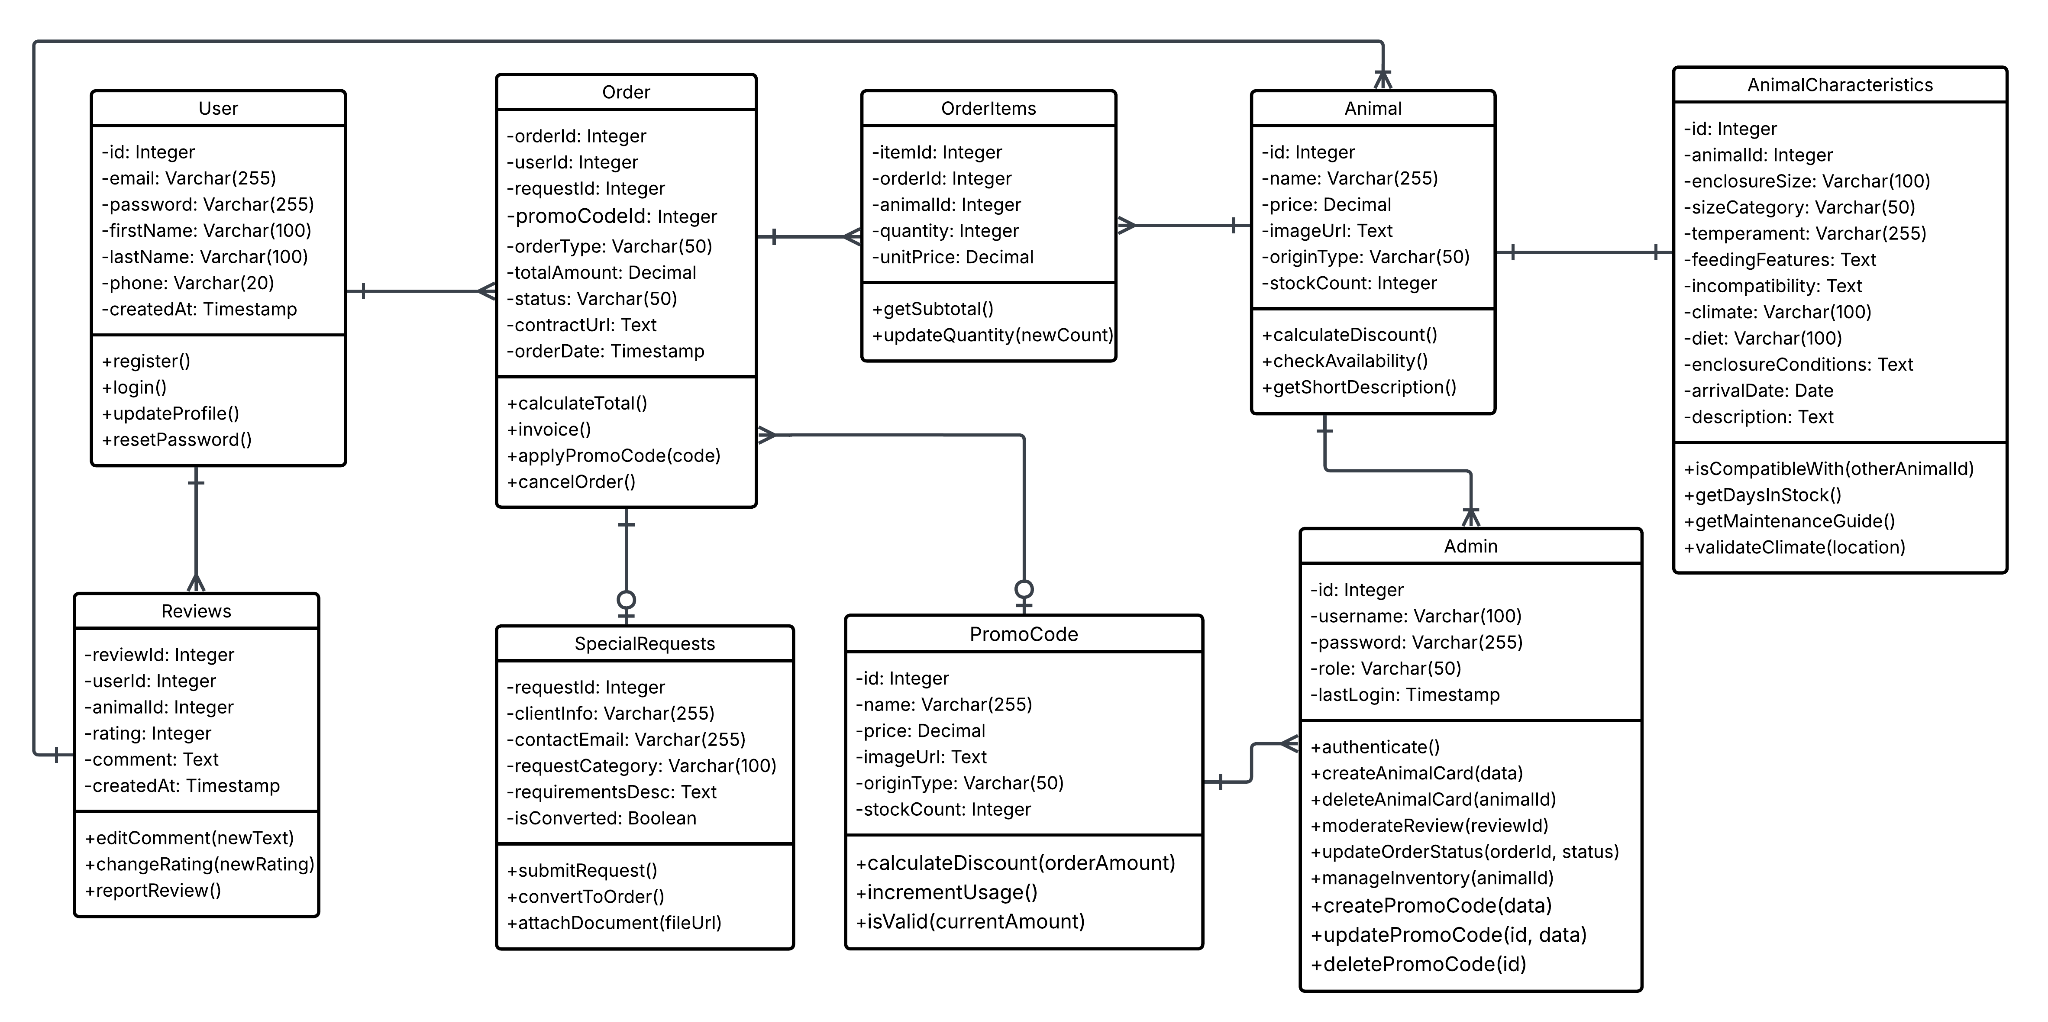 User
-id: Integer
-email: Varchar(255)
-password: Varchar(255)
-firstName: Varchar(100)
-lastName: Varchar(100)
-phone: Varchar(20)
-createdAt: Timestamp
+register()
+login()
+updateProfile()
+resetPassword()
Order
-orderId: Integer
-userId: Integer
-requestId: Integer
-promoCodeId: Integer
-orderType: Varchar(50)
-totalAmount: Decimal
-status: Varchar(50)
-contractUrl: Text
-orderDate: Timestamp
+calculateTotal()
+invoice()
+applyPromoCode(code)
+cancelOrder()
OrderItems
-itemId: Integer
-orderId: Integer
-animalId: Integer
-quantity: Integer
-unitPrice: Decimal
+getSubtotal()
+updateQuantity(newCount)
Animal
-id: Integer
-name: Varchar(255)
-price: Decimal
-imageUrl: Text
-originType: Varchar(50)
-stockCount: Integer
+calculateDiscount()
+checkAvailability()
+getShortDescription()
AnimalCharacteristics
-id: Integer
-animalId: Integer
-enclosureSize: Varchar(100)
-sizeCategory: Varchar(50)
-temperament: Varchar(255)
-feedingFeatures: Text
-incompatibility: Text
-climate: Varchar(100)
-diet: Varchar(100)
-enclosureConditions: Text
-arrivalDate: Date
-description: Text
+isCompatibleWith(otherAnimalId)
+getDaysInStock()
+getMaintenanceGuide()
+validateClimate(location)
Reviews
-reviewId: Integer
-userId: Integer
-animalId: Integer
-rating: Integer
-comment: Text
-createdAt: Timestamp
+editComment(newText)
+changeRating(newRating)
+reportReview()
SpecialRequests
-requestId: Integer
-clientInfo: Varchar(255)
-contactEmail: Varchar(255)
-requestCategory: Varchar(100)
-requirementsDesc: Text
-isConverted: Boolean
+submitRequest()
+convertToOrder()
+attachDocument(fileUrl)
PromoCode
-id: Integer
-name: Varchar(255)
-price: Decimal
-imageUrl: Text
-originType: Varchar(50)
-stockCount: Integer
+calculateDiscount(orderAmount)
+incrementUsage()
+isValid(currentAmount)
Admin
-id: Integer
-username: Varchar(100)
-password: Varchar(255)
-role: Varchar(50)
-lastLogin: Timestamp
+authenticate()
+createAnimalCard(data)
+deleteAnimalCard(animalId)
+moderateReview(reviewId)
+updateOrderStatus(orderId, status)
+manageInventory(animalId)
+createPromoCode(data)
+updatePromoCode(id, data)
+deletePromoCode(id)